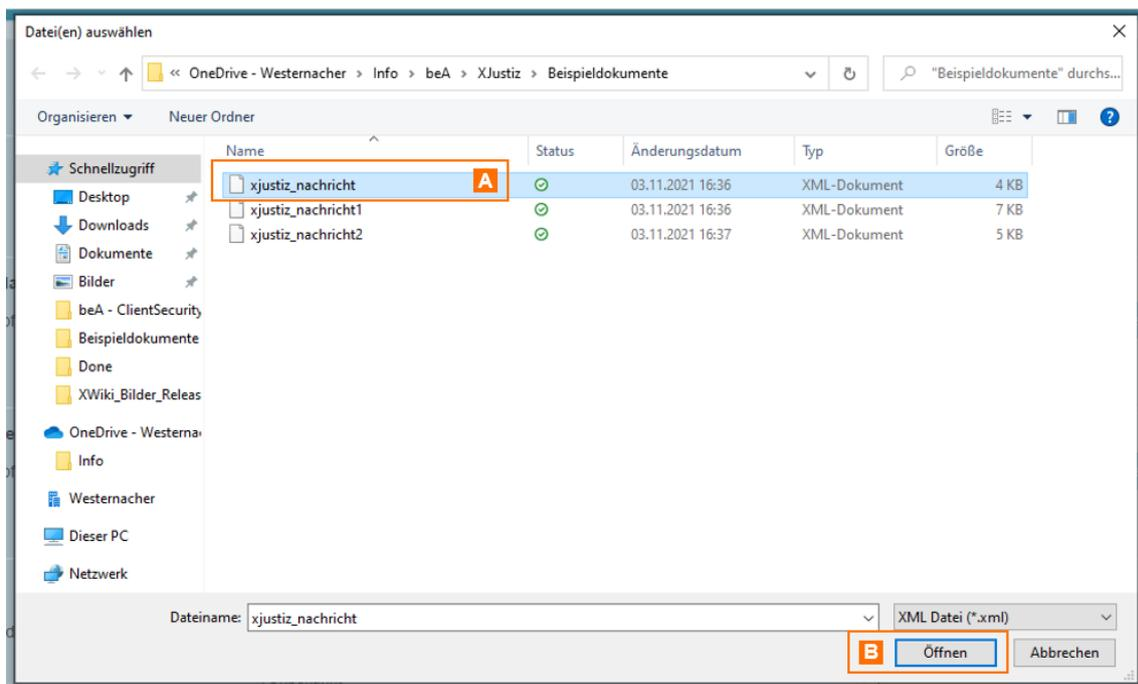 Datei(en) auswählen
« OneDrive - Westernacher › Info › beA › XJustiz › Beispieldokumente
"Beispieldokumente" durchs...
Organisieren Neuer Ordner
Name Status Änderungsdatum Typ Größe
Schnellzugriff
Desktop
Downloads
Dokumente
Bilder
beA - ClientSecurity
Beispieldokumente
Done
XWiki_Bilder_Releas
OneDrive - Westerna
Info
Westernacher
Dieser PC
Netzwerk
xjustiz_nachricht A 03.11.2021 16:36 XML-Dokument 4 KB
xjustiz_nachricht1 03.11.2021 16:36 XML-Dokument 7 KB
xjustiz_nachricht2 03.11.2021 16:37 XML-Dokument 5 KB
Dateiname: xjustiz_nachricht XML Datei (*.xml)
B Öffnen Abbrechen